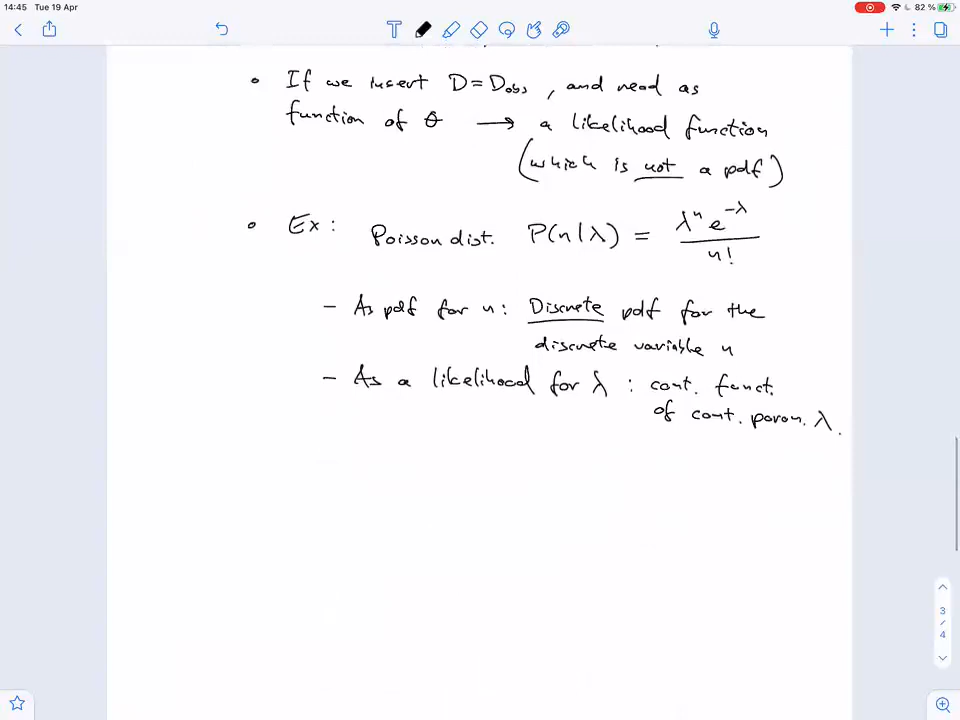 14:45 Tue 19 Apr
82 %
T
• If we insert D = D_obs , and read as
function of θ ⟶ a likelihood function
(which is not a pdf)
• Ex: Poisson dist. P(n|λ) = λⁿ e^{-λ} / n!
– As pdf for n: Discrete pdf for the
discrete variable n
– As a likelihood for λ : cont. funct.
of cont. param. λ.
3
/
4